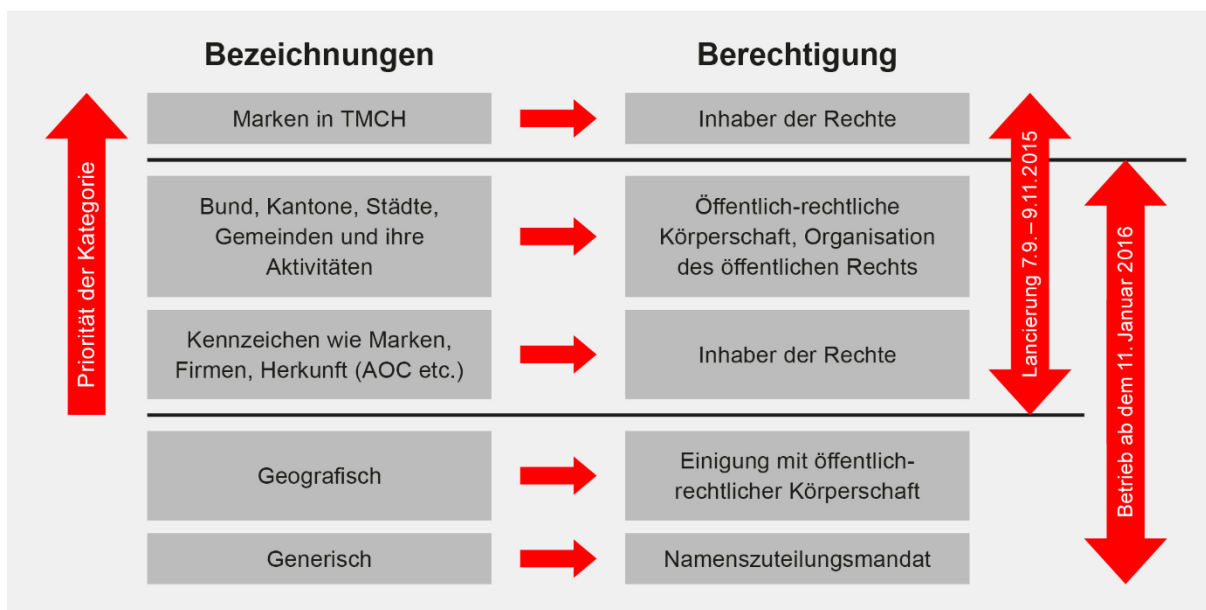 Bezeichnungen
Berechtigung
Priorität der Kategorie
Marken in TMCH
Inhaber der Rechte
Bund, Kantone, Städte,
Gemeinden und ihre
Aktivitäten
Öffentlich-rechtliche
Körperschaft, Organisation
des öffentlichen Rechts
Kennzeichen wie Marken,
Firmen, Herkunft (AOC etc.)
Inhaber der Rechte
Geografisch
Einigung mit öffentlich-
rechtlicher Körperschaft
Generisch
Namenszuteilungsmandat
Lancierung 7.9.– 9.11.2015
Betrieb ab dem 11. Januar 2016